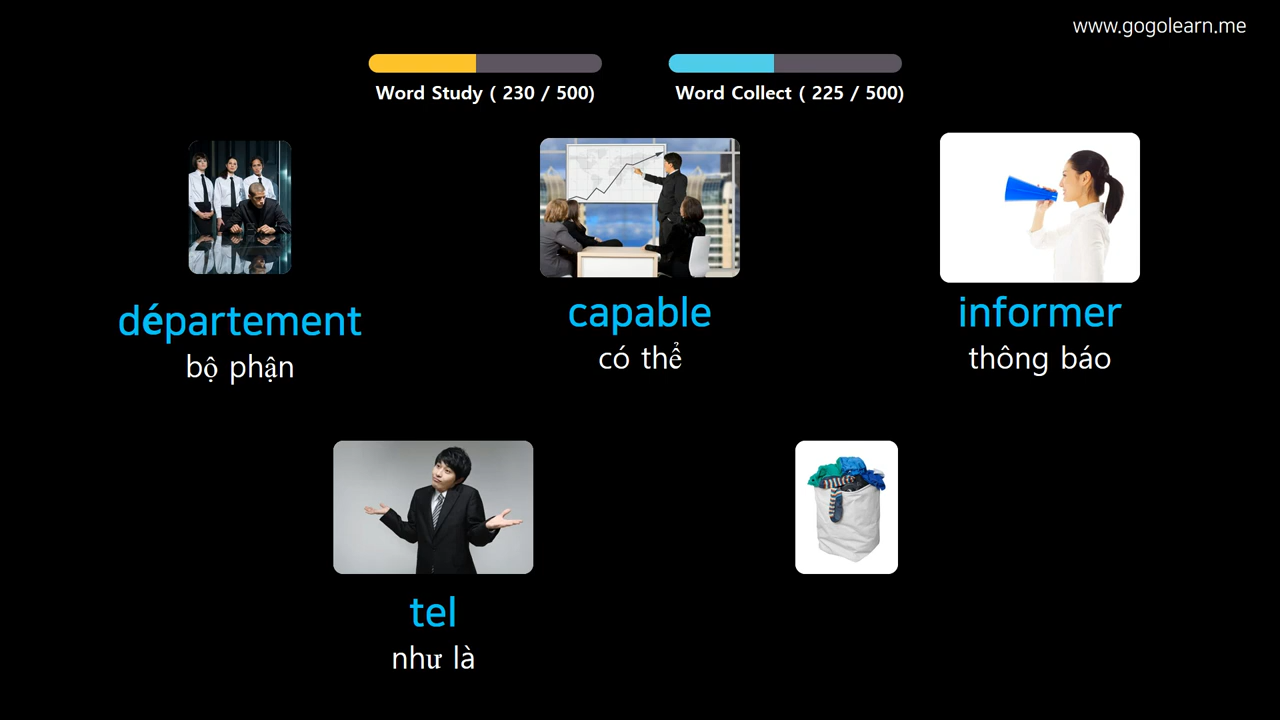 www.gogolearn.me
Word Study ( 230 / 500)
Word Collect ( 225 / 500)
département
bộ phận
capable
có thể
informer
thông báo
tel
như là